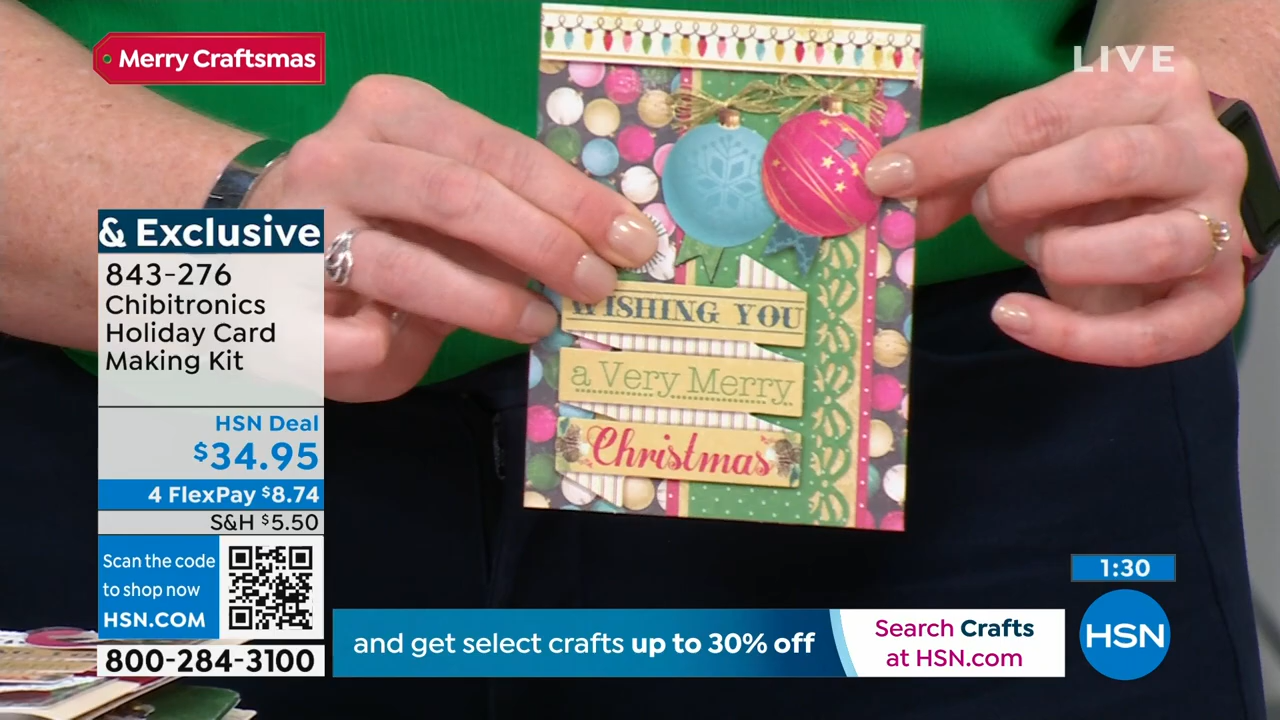 Merry Craftsmas
LIVE
& Exclusive
843-276
Chibitronics
Holiday Card
Making Kit
HSN Deal
$34.95
4 FlexPay $8.74
S&H $5.50
Scan the code
to shop now
HSN.COM
800-284-3100
WISHING YOU
a Very Merry
Christmas
and get select crafts up to 30% off
Search Crafts
at HSN.com
1:30
HSN